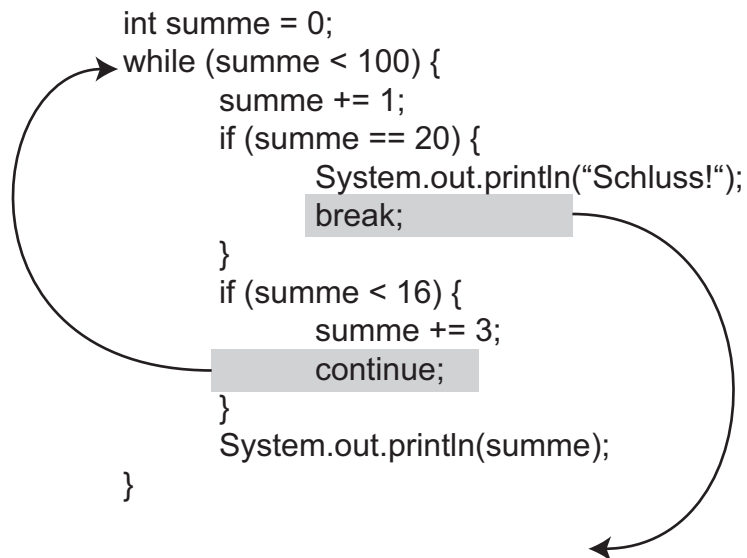 int summe = 0;
while (summe < 100) {
summe += 1;
if (summe == 20) {
System.out.println(“Schluss!“);
break;
}
if (summe < 16) {
summe += 3;
continue;
}
System.out.println(summe);
}